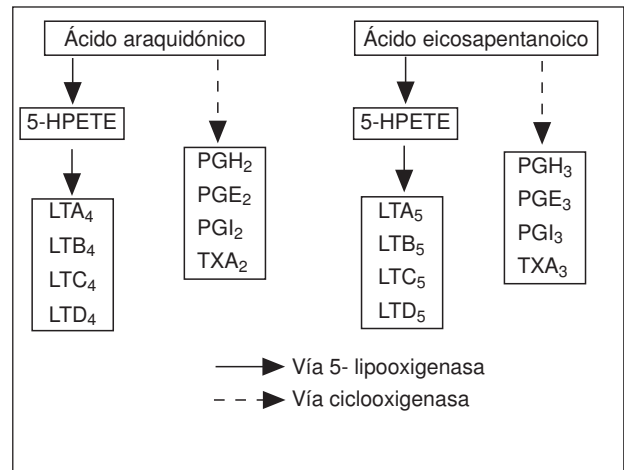 Ácido araquidónico
5-HPETE
LTA4
LTB4
LTC4
LTD4
PGH2
PGE2
PGI2
TXA2
Ácido eicosapentanoico
5-HPETE
LTA5
LTB5
LTC5
LTD5
PGH3
PGE3
PGI3
TXA3
Vía 5- lipooxigenasa
Vía ciclooxigenasa